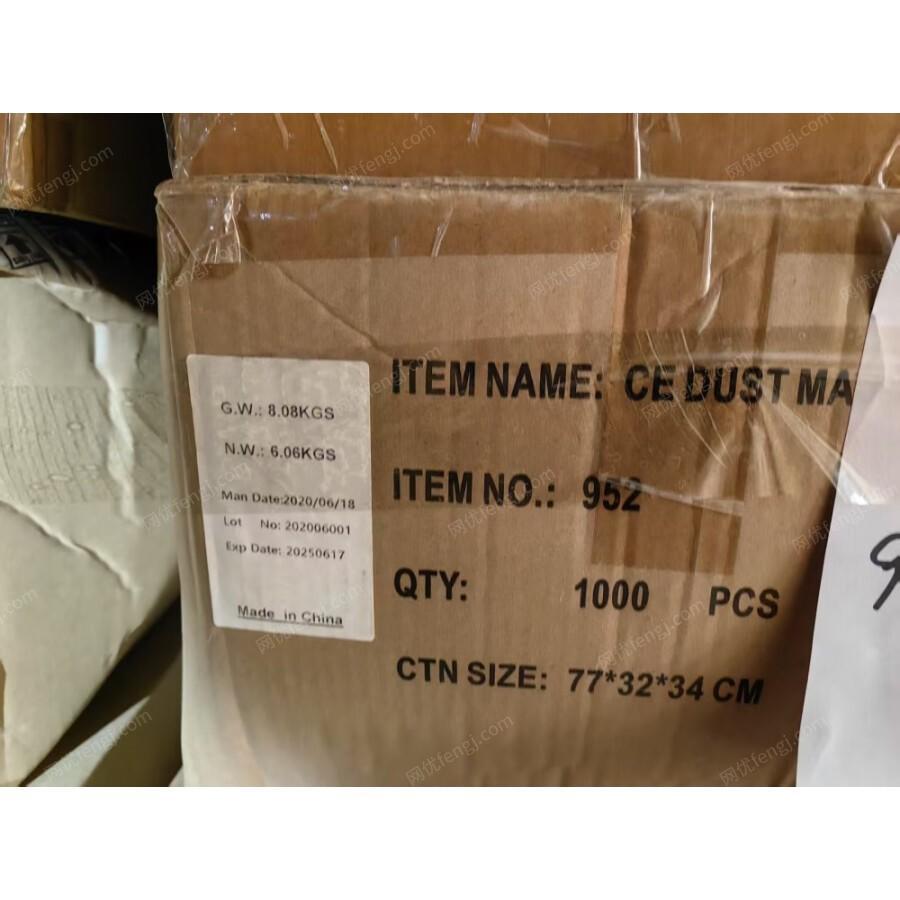 ITEM NAME: CE DUST MA
ITEM NO.: 952
QTY: 1000 PCS
CTN SIZE: 77*32*34 CM
G.W.: 8.08KGS
N.W.: 6.06KGS
Man Date:2020/06/18
Lot No: 202006001
Exp Date: 20250617
Made in China
网优fengj.com